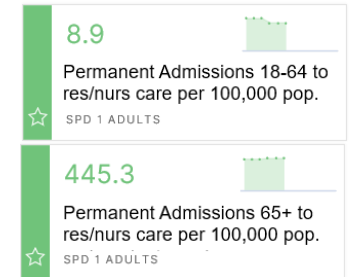 8.9
Permanent Admissions 18-64 to
res/nurs care per 100,000 pop.
SPD 1 ADULTS
445.3
Permanent Admissions 65+ to
res/nurs care per 100,000 pop.
SPD 1 ADULTS